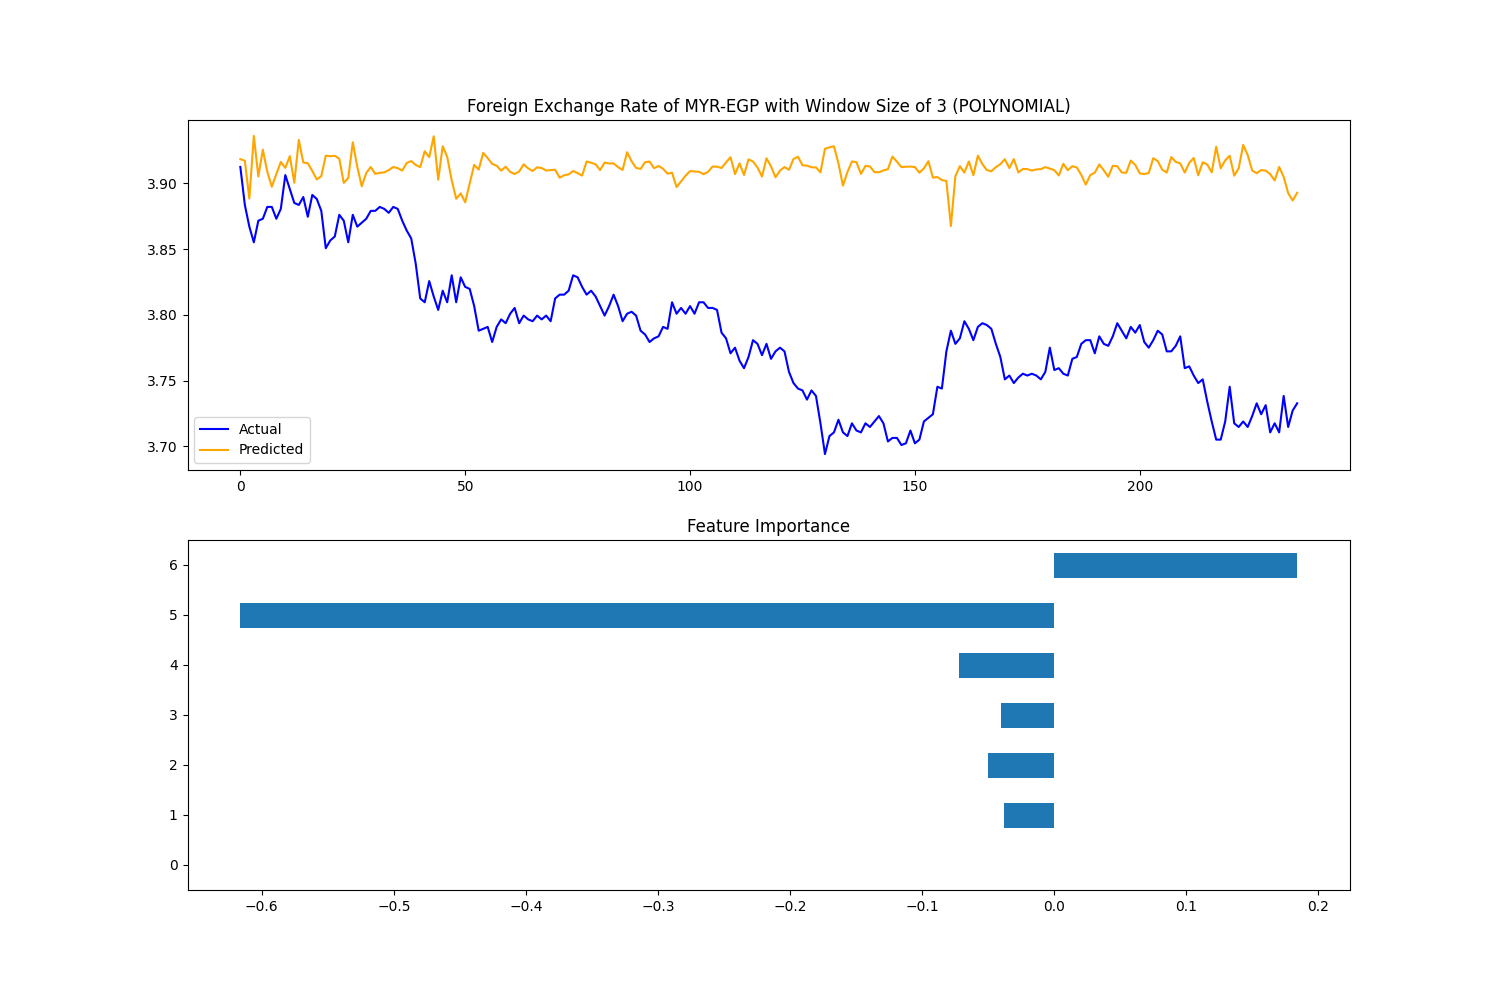 Foreign Exchange Rate of MYR-EGP with Window Size of 3 (POLYNOMIAL)
3.90
3.85
3.80
3.75
3.70
Actual
Predicted
0 50 100 150 200
Feature Importance
6
5
4
3
2
1
0
−0.6 −0.5 −0.4 −0.3 −0.2 −0.1 0.0 0.1 0.2